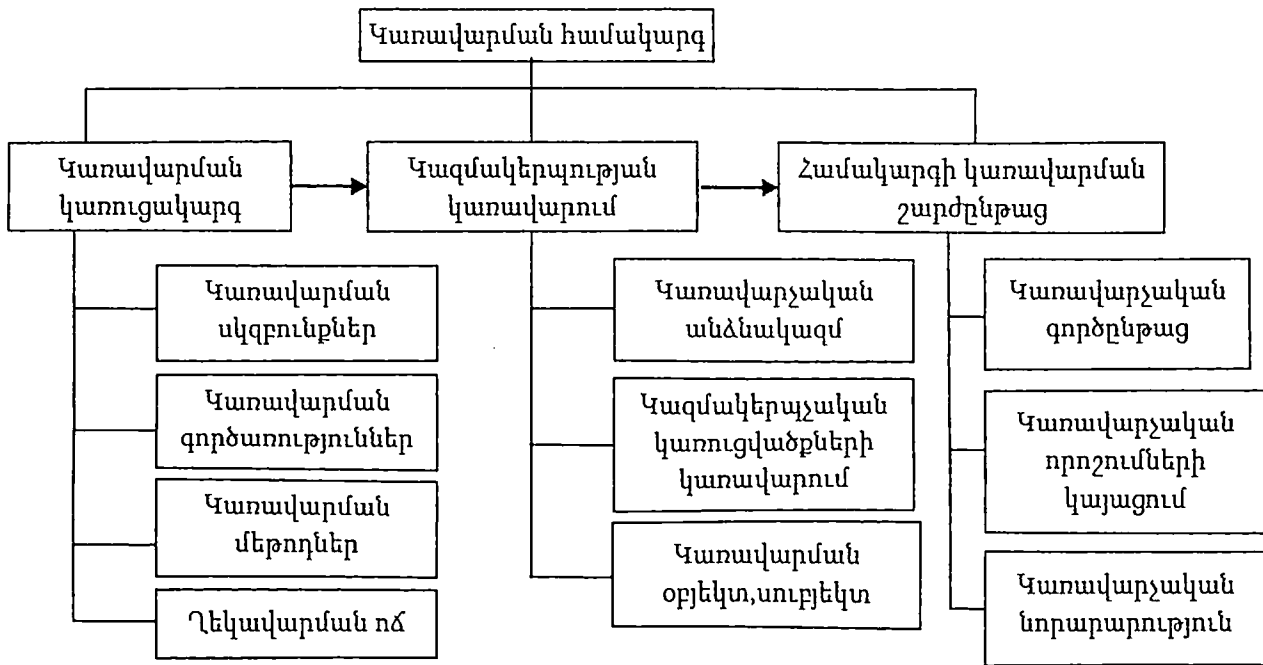 Կառավարման համակարգ
Կառավարման
կառուցակարգ
Կազմակերպության
կառավարում
Համակարգի կառավարման
շարժընթաց
Կառավարման
սկզբունքներ
Կառավարման
գործառություններ
Կառավարման
մեթոդներ
Ղեկավարման ոճ
Կառավարչական
անձնակազմ
Կազմակերպչական
կառուցվածքների
կառավարում
Կառավարման
օբյեկտ,սուբյեկտ
Կառավարչական
գործընթաց
Կառավարչական
որոշումների
կայացում
Կառավարչական
նորարարություն